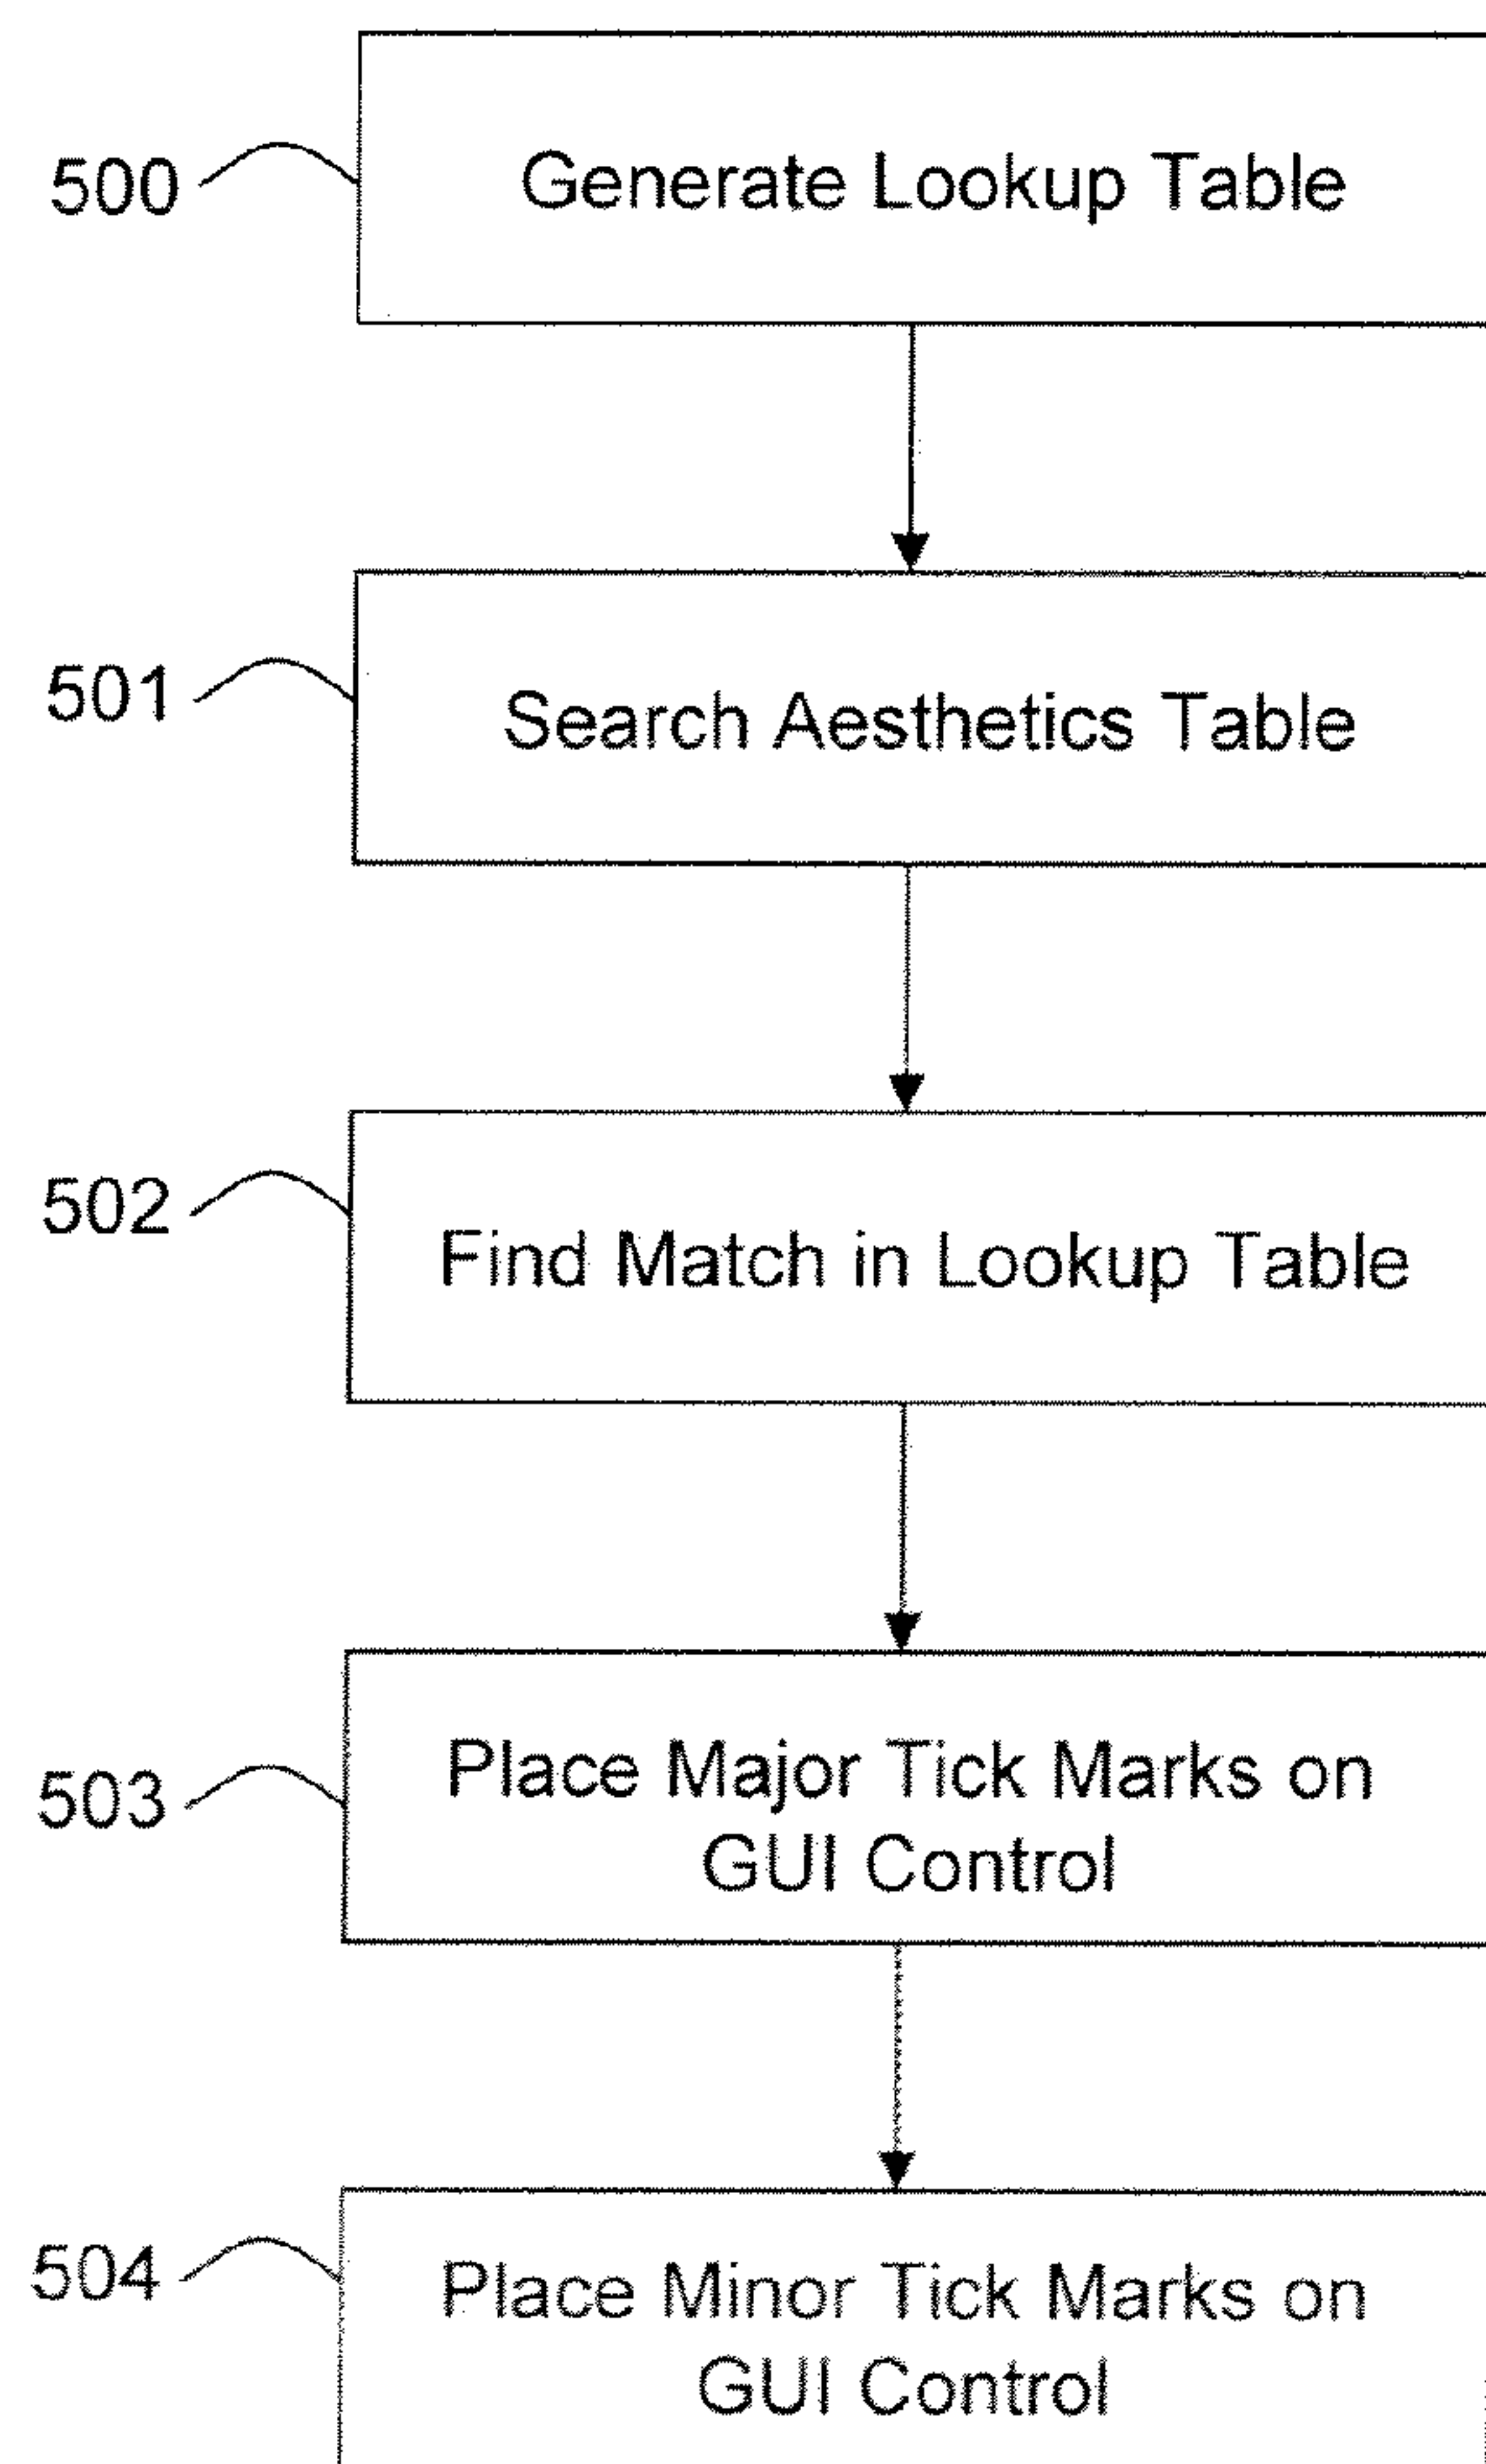 500
Generate Lookup Table
501
Search Aesthetics Table
502
Find Match in Lookup Table
503
Place Major Tick Marks on
GUI Control
504
Place Minor Tick Marks on
GUI Control